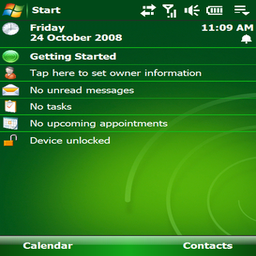 Start
Friday 11:09 AM
24 October 2008
Getting Started
Tap here to set owner information
No unread messages
No tasks
No upcoming appointments
Device unlocked
Calendar Contacts